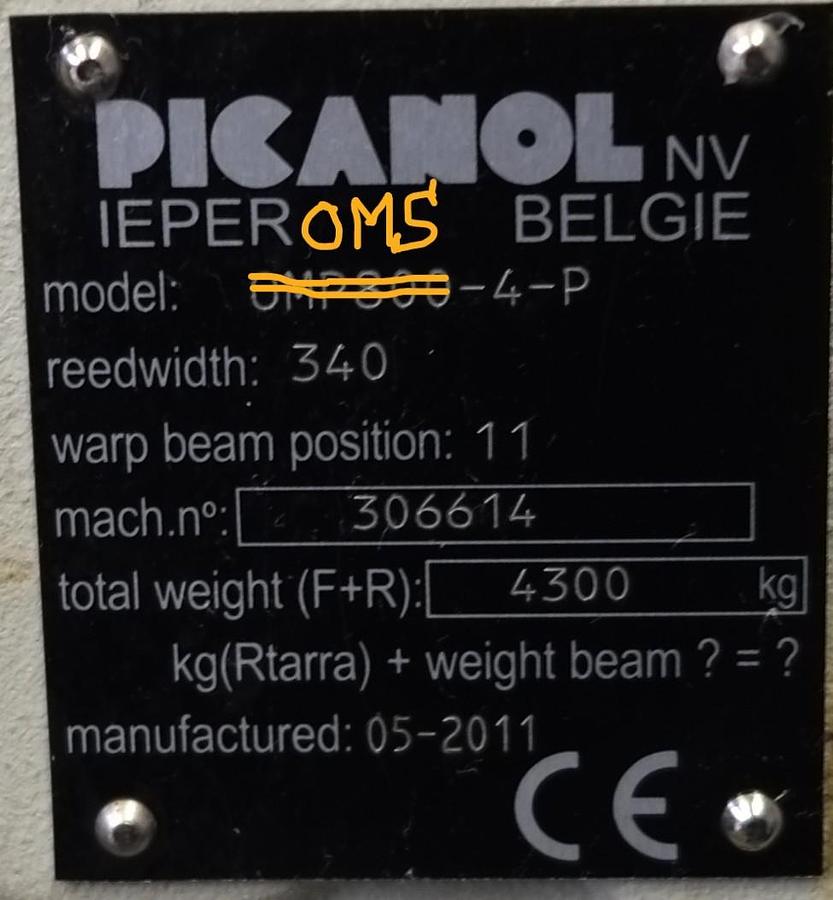 PICANOL NV
IEPER OMS BELGIE
model: OMP800-4-P
reedwidth: 340
warp beam position: 11
mach.nº: 306614
total weight (F+R): 4300 kg
kg(Rtarra) + weight beam ? = ?
manufactured: 05-2011
CE